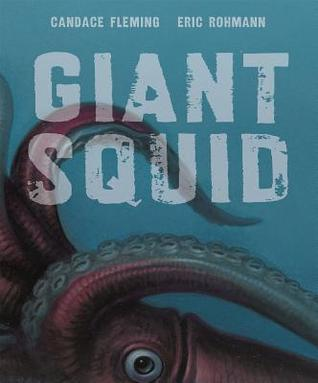 CANDACE FLEMING ERIC ROHMANN
GIANT
SQUID